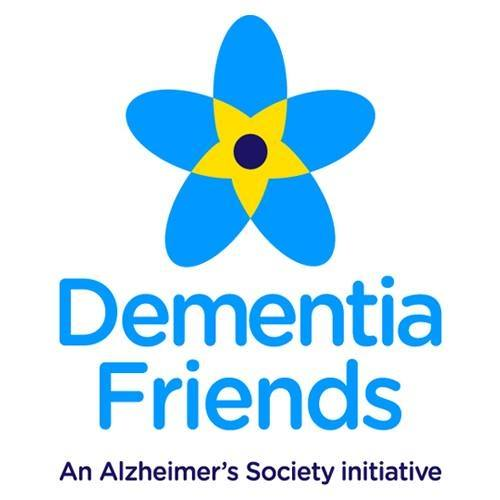 Dementia
Friends
An Alzheimer's Society initiative